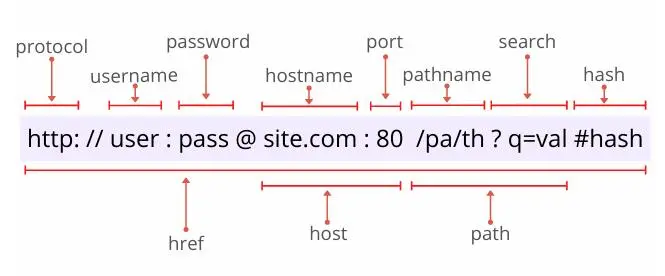 protocol
username
password
hostname
port
pathname
search
hash
http: // user : pass @ site.com : 80 /pa/th ? q=val #hash
href
host
path